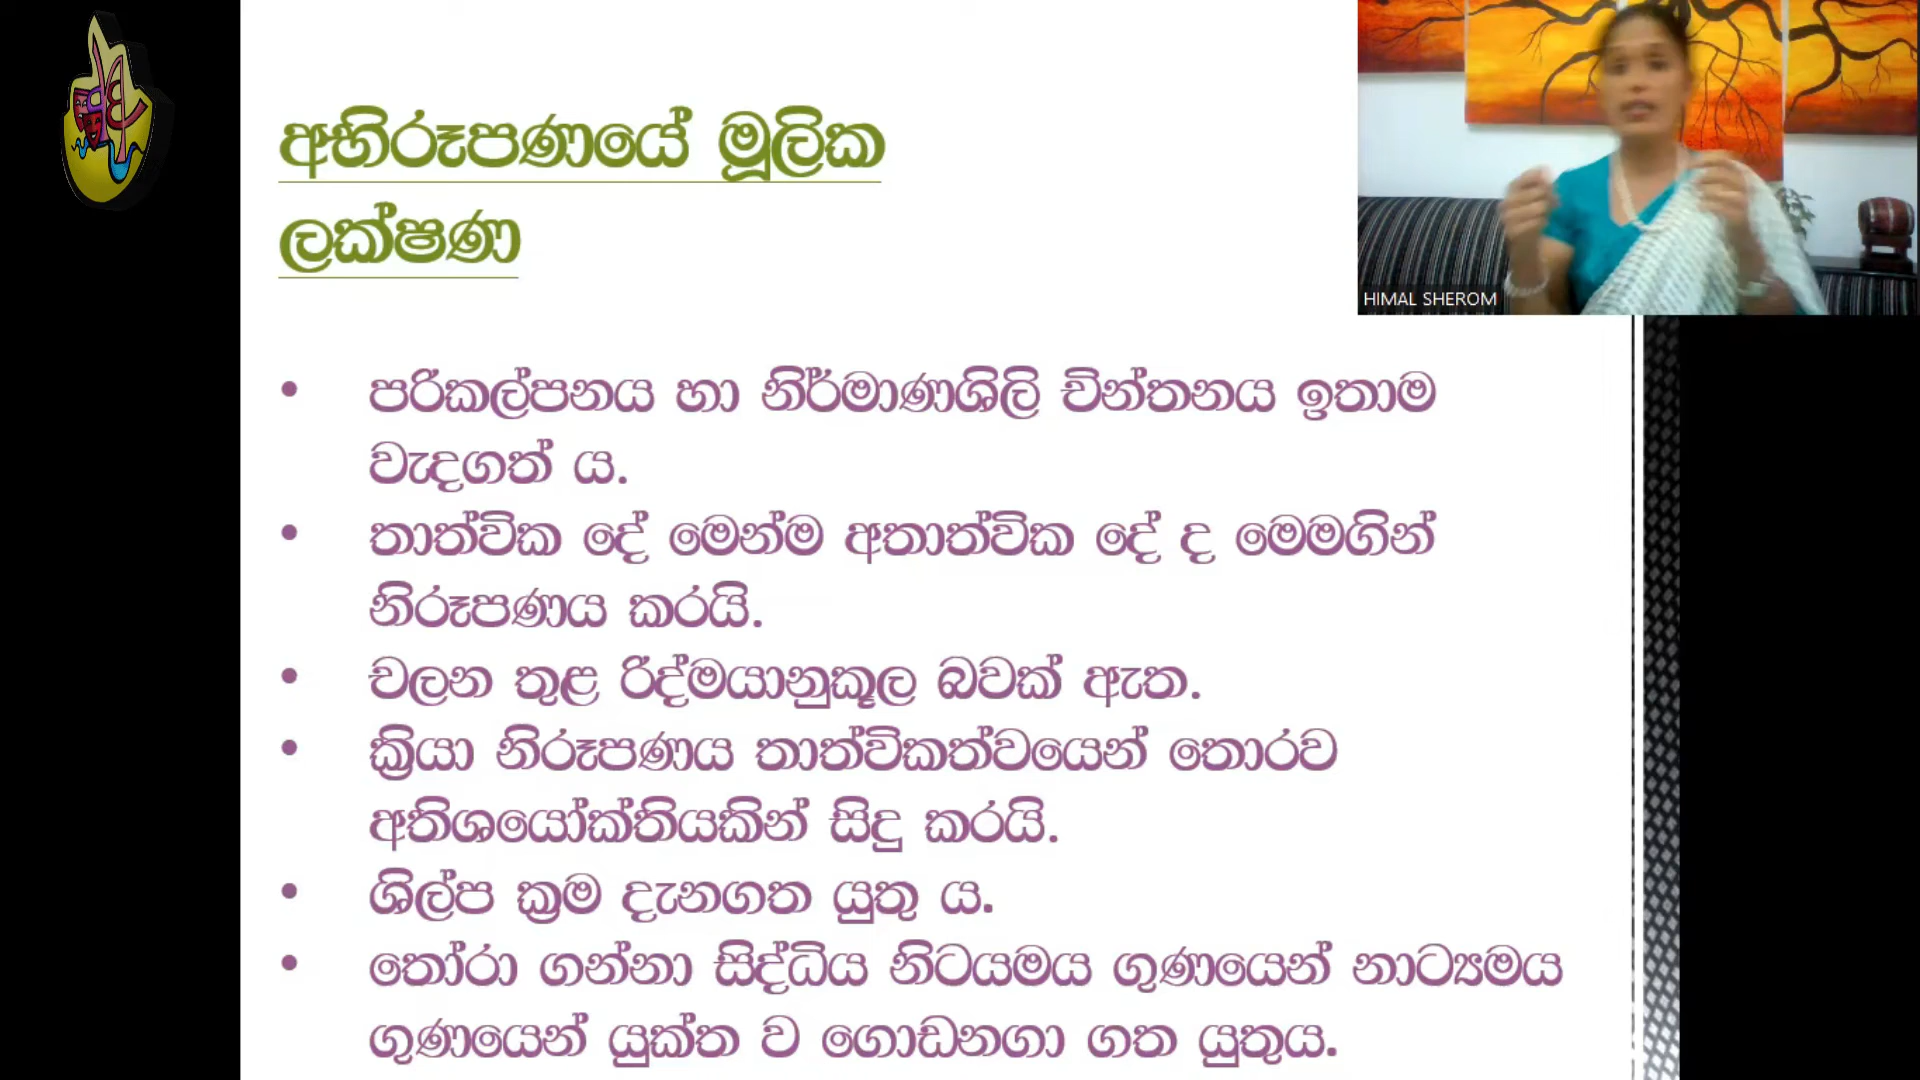 අභිරූපණයේ මූලික
ලක්ෂණ
HIMAL SHEROM
• පරිකල්පනය හා නිර්මාණශිලි චින්තනය ඉතාම
වැදගත් ය.
• තාත්වික දේ මෙන්ම අතාත්වික දේ ද මෙමගින්
නිරූපණය කරයි.
• චලන තුළ රිද්මයානුකූල බවක් ඇත.
• ක්‍රියා නිරූපණය තාත්විකත්වයෙන් තොරව
අතිශයෝක්තියකින් සිදු කරයි.
• ශිල්ප ක්‍රම දැනගත යුතු ය.
• තෝරා ගන්නා සිද්ධිය නිටයමය ගුණයෙන් නාට්‍යමය
ගුණයෙන් යුක්ත ව ගොඩනගා ගත යුතුය.